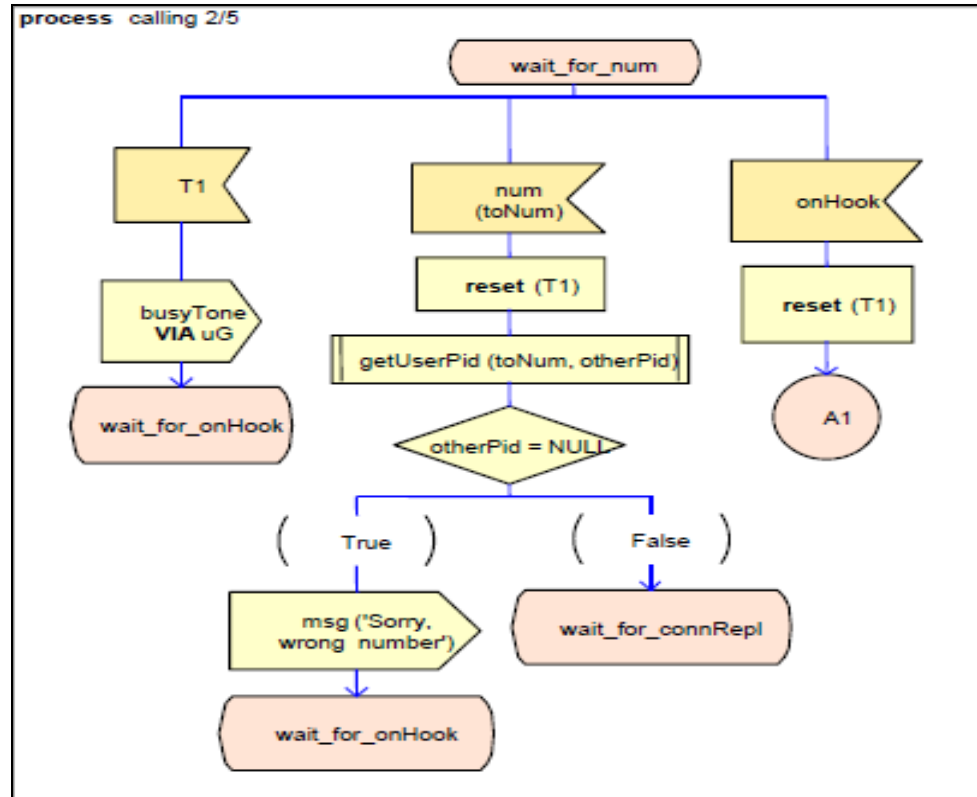 process calling 2/5
wait_for_num
T1
num
(toNum)
onHook
reset (T1)
reset (T1)
busyTone
VIA uG
getUserPid (toNum, otherPid)
wait_for_onHook
A1
otherPid = NULL
( True )
( False )
msg ('Sorry,
wrong number')
wait_for_connRepl
wait_for_onHook